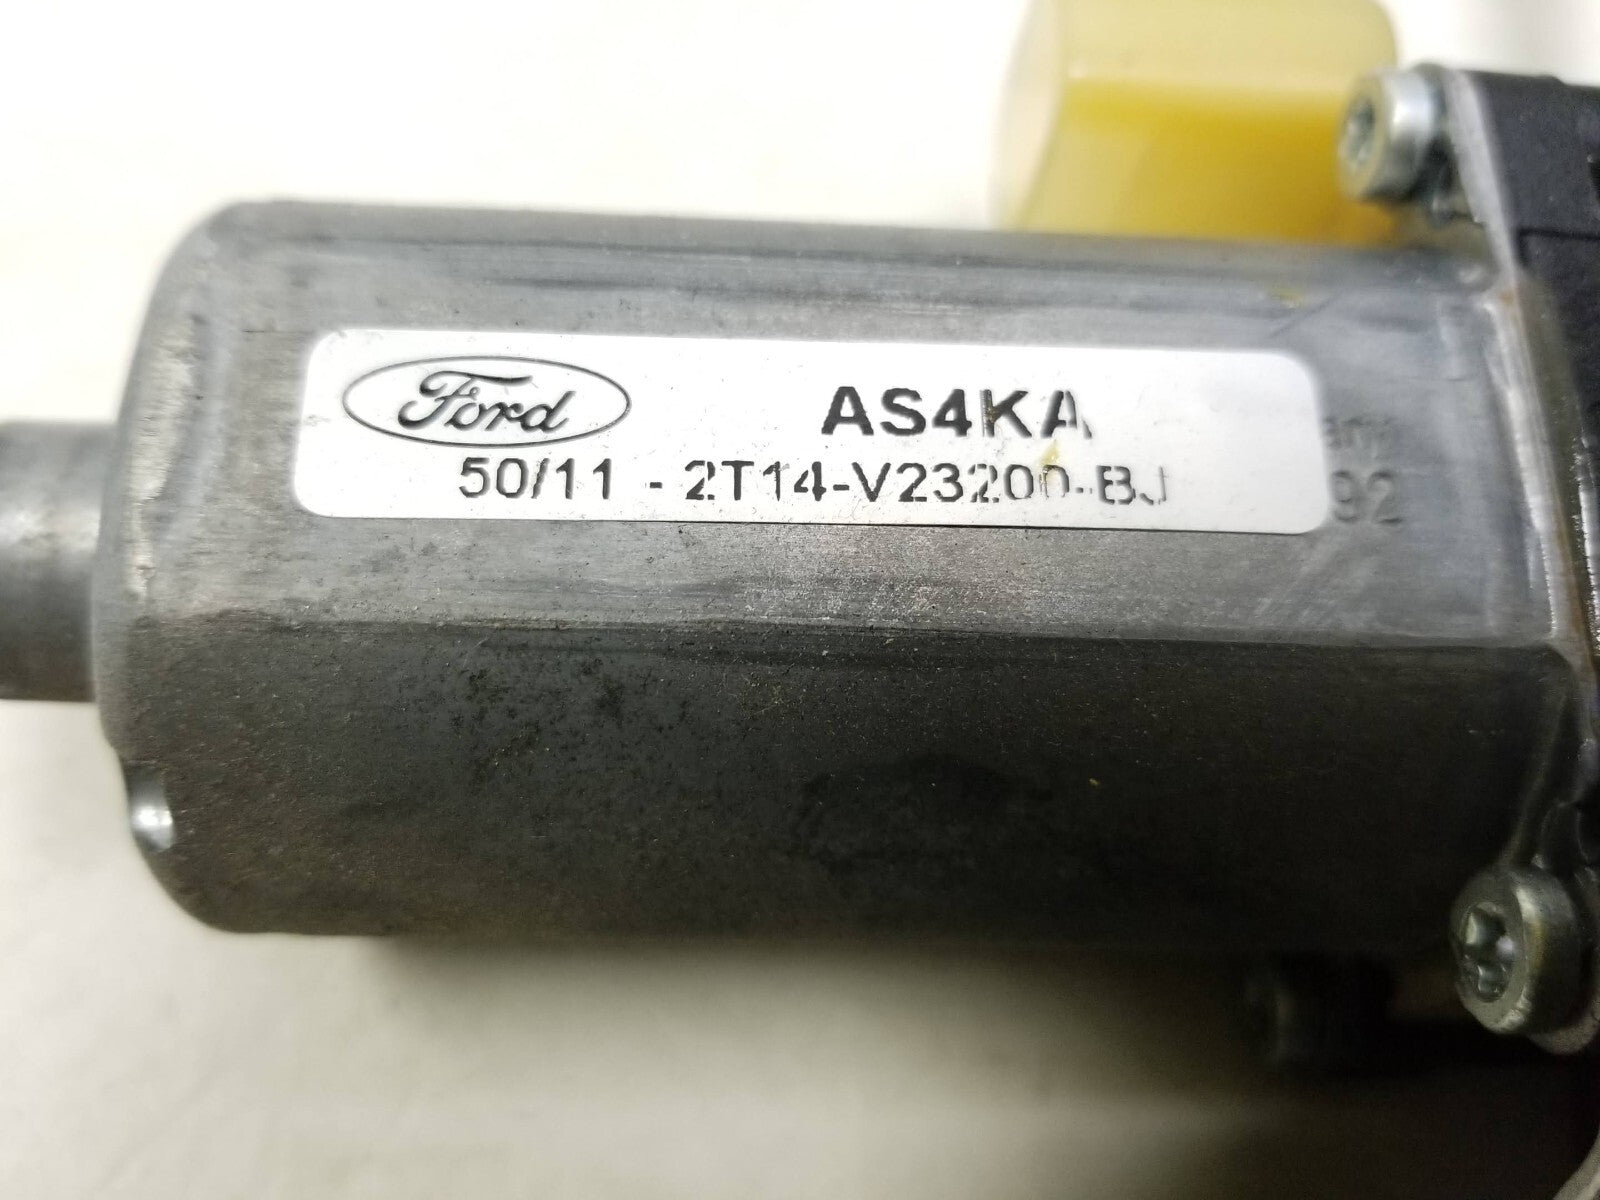 Ford AS4KA
50/11 - 2T14-V23200-BJ
92